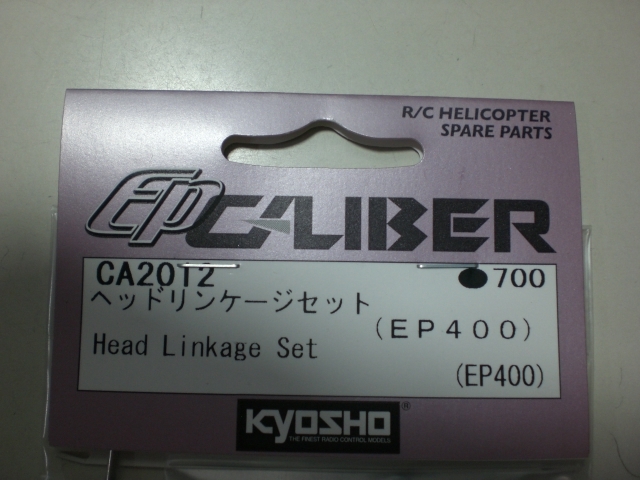 R/C HELICOPTER
SPARE PARTS
EP CALIBER
CA2012
●700
ヘッドリンケージセット
(EP400)
Head Linkage Set
(EP400)
KYOSHO®
THE FINEST RADIO CONTROL MODELS